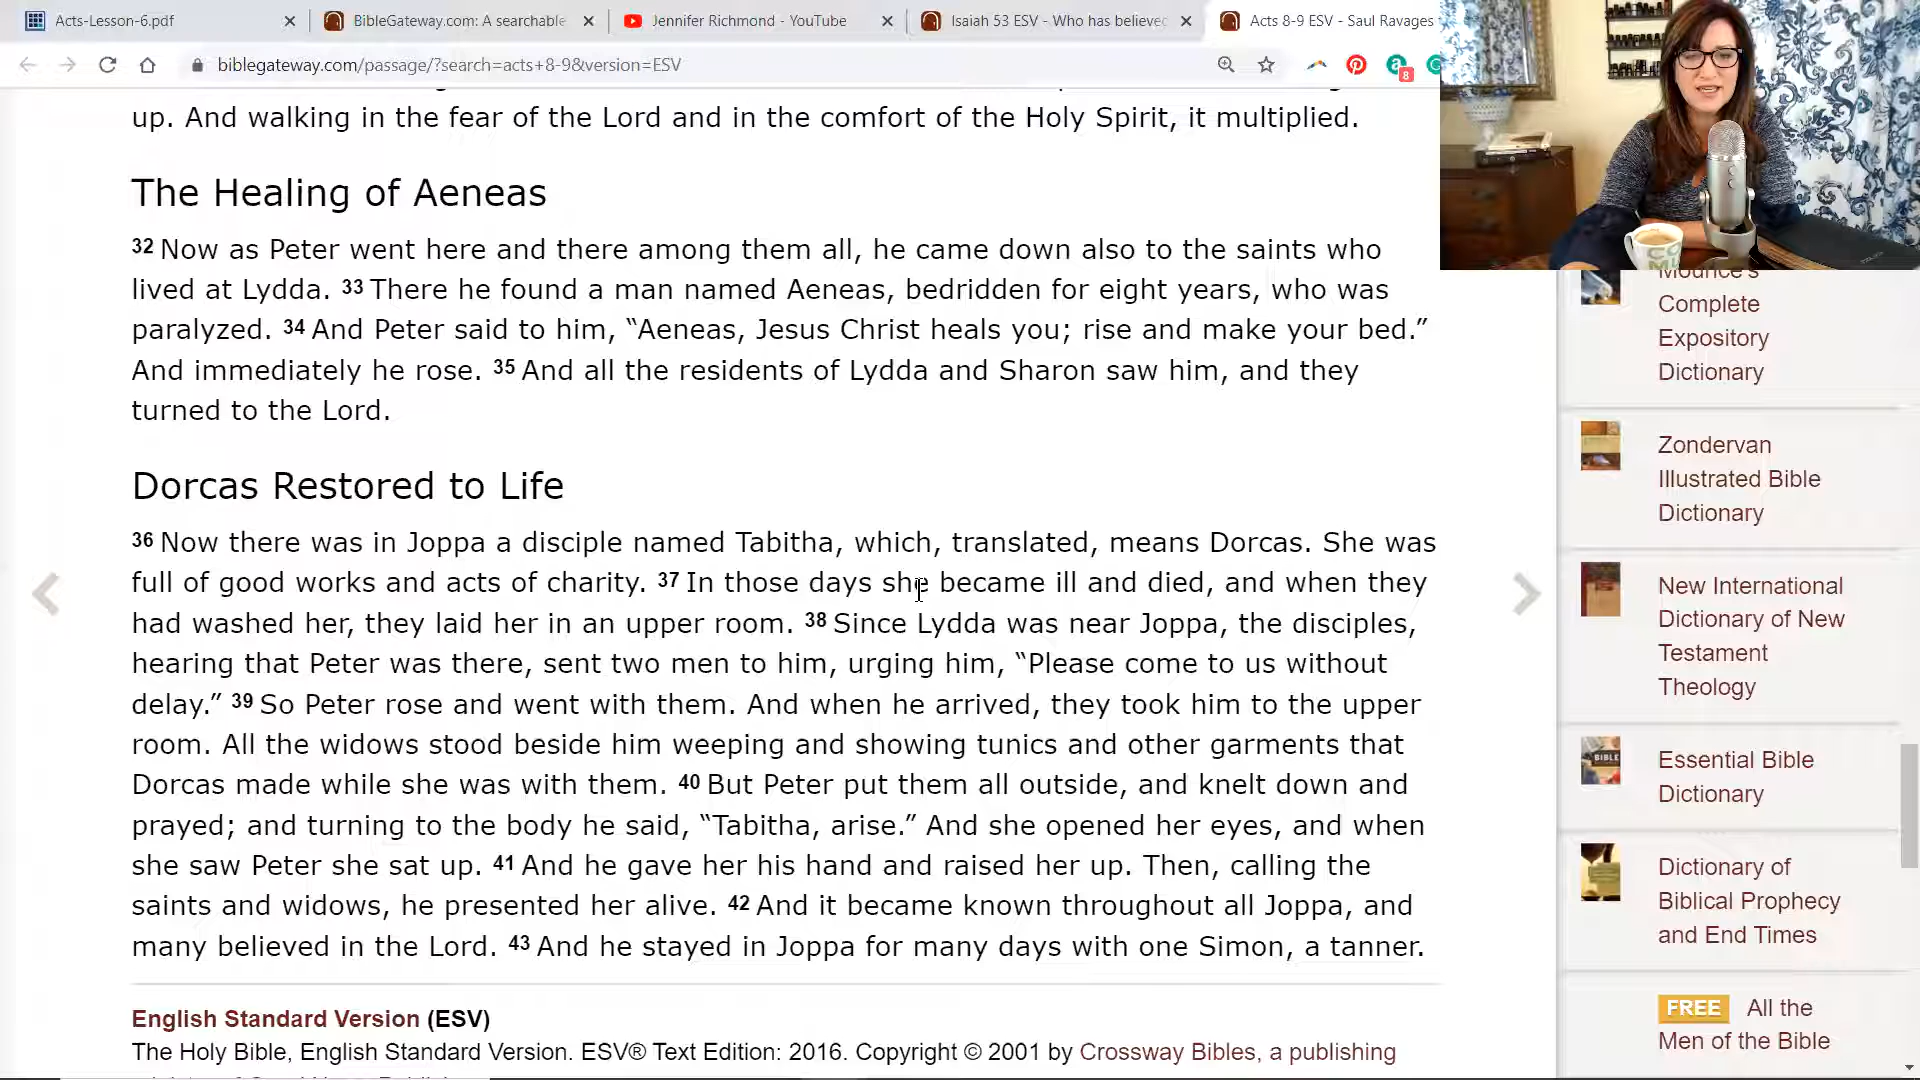 Acts-Lesson-6.pdf
BibleGateway.com: A searchable
Jennifer Richmond - YouTube
Isaiah 53 ESV - Who has believed
Acts 8-9 ESV - Saul Ravages
biblegateway.com/passage/?search=acts+8-9&version=ESV
8
up. And walking in the fear of the Lord and in the comfort of the Holy Spirit, it multiplied.
The Healing of Aeneas
32 Now as Peter went here and there among them all, he came down also to the saints who
lived at Lydda. 33 There he found a man named Aeneas, bedridden for eight years, who was
paralyzed. 34 And Peter said to him, “Aeneas, Jesus Christ heals you; rise and make your bed.”
And immediately he rose. 35 And all the residents of Lydda and Sharon saw him, and they
turned to the Lord.
Dorcas Restored to Life
36 Now there was in Joppa a disciple named Tabitha, which, translated, means Dorcas. She was
full of good works and acts of charity. 37 In those days she became ill and died, and when they
had washed her, they laid her in an upper room. 38 Since Lydda was near Joppa, the disciples,
hearing that Peter was there, sent two men to him, urging him, “Please come to us without
delay.” 39 So Peter rose and went with them. And when he arrived, they took him to the upper
room. All the widows stood beside him weeping and showing tunics and other garments that
Dorcas made while she was with them. 40 But Peter put them all outside, and knelt down and
prayed; and turning to the body he said, “Tabitha, arise.” And she opened her eyes, and when
she saw Peter she sat up. 41 And he gave her his hand and raised her up. Then, calling the
saints and widows, he presented her alive. 42 And it became known throughout all Joppa, and
many believed in the Lord. 43 And he stayed in Joppa for many days with one Simon, a tanner.
English Standard Version (ESV)
The Holy Bible, English Standard Version. ESV® Text Edition: 2016. Copyright © 2001 by Crossway Bibles, a publishing
Mounce's
Complete
Expository
Dictionary
Zondervan
Illustrated Bible
Dictionary
New International
Dictionary of New
Testament
Theology
Essential Bible
Dictionary
Dictionary of
Biblical Prophecy
and End Times
FREE All the
Men of the Bible